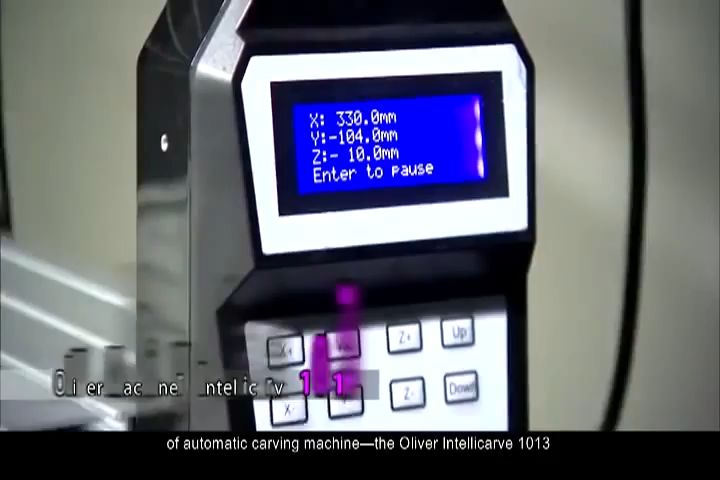 X: 330.0mm
Y:-104.0mm
Z:- 10.0mm
Enter to pause
X+
Z+
Up
X-
Z-
Down
of automatic carving machine—the Oliver Intellicarve 1013